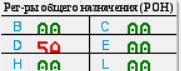 Рег-ры общего назначения (РОН)
B 00 C 00
D 50 E 00
H 00 L 00